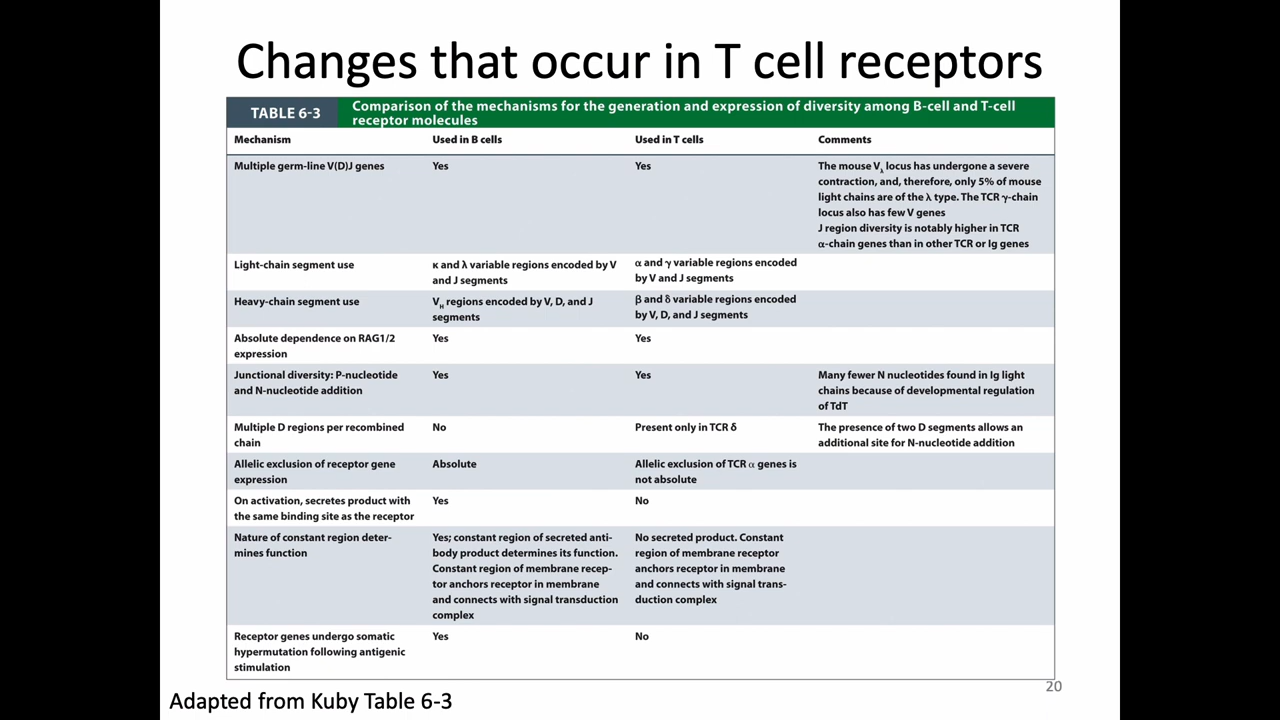 Changes that occur in T cell receptors
TABLE 6-3
Comparison of the mechanisms for the generation and expression of diversity among B-cell and T-cell
receptor molecules
Mechanism
Used in B cells
Used in T cells
Comments
Multiple germ-line V(D)J genes
Yes
Yes
The mouse Vλ locus has undergone a severe
contraction, and, therefore, only 5% of mouse
light chains are of the λ type. The TCR γ-chain
locus also has few V genes
J region diversity is notably higher in TCR
α-chain genes than in other TCR or Ig genes
Light-chain segment use
κ and λ variable regions encoded by V
and J segments
α and γ variable regions encoded
by V and J segments
Heavy-chain segment use
VH regions encoded by V, D, and J
segments
β and δ variable regions encoded
by V, D, and J segments
Absolute dependence on RAG1/2
expression
Yes
Yes
Junctional diversity: P-nucleotide
and N-nucleotide addition
Yes
Yes
Many fewer N nucleotides found in Ig light
chains because of developmental regulation
of TdT
Multiple D regions per recombined
chain
No
Present only in TCR δ
The presence of two D segments allows an
additional site for N-nucleotide addition
Allelic exclusion of receptor gene
expression
Absolute
Allelic exclusion of TCR α genes is
not absolute
On activation, secretes product with
the same binding site as the receptor
Yes
No
Nature of constant region deter-
mines function
Yes; constant region of secreted anti-
body product determines its function.
Constant region of membrane recep-
tor anchors receptor in membrane
and connects with signal transduction
complex
No secreted product. Constant
region of membrane receptor
anchors receptor in membrane
and connects with signal trans-
duction complex
Receptor genes undergo somatic
hypermutation following antigenic
stimulation
Yes
No
20
Adapted from Kuby Table 6-3